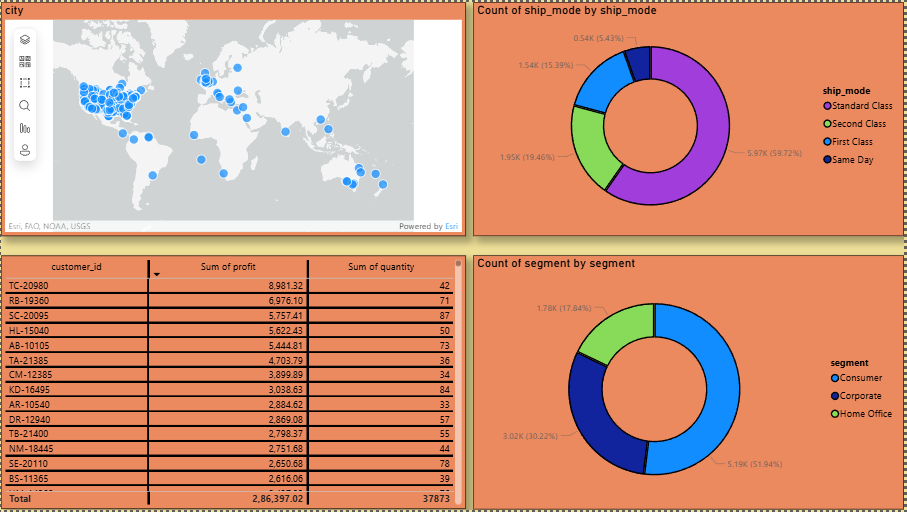 city
Esri, FAO, NOAA, USGS
Powered by Esri
Count of ship_mode by ship_mode
0.54K (5.43%)
1.54K (15.39%)
1.95K (19.46%)
5.97K (59.72%)
ship_mode
Standard Class
Second Class
First Class
Same Day
customer_id Sum of profit Sum of quantity
TC-20980 8,981.32 42
RB-19360 6,976.10 71
SC-20095 5,757.41 87
HL-15040 5,622.43 50
AB-10105 5,444.81 73
TA-21385 4,703.79 36
CM-12385 3,899.89 34
KD-16495 3,038.63 84
AR-10540 2,884.62 33
DR-12940 2,869.08 57
TB-21400 2,798.37 55
NM-18445 2,751.68 44
SE-20110 2,650.68 78
BS-11365 2,616.06 39
Total 2,86,397.02 37873
Count of segment by segment
1.78K (17.84%)
3.02K (30.22%)
5.19K (51.94%)
segment
Consumer
Corporate
Home Office